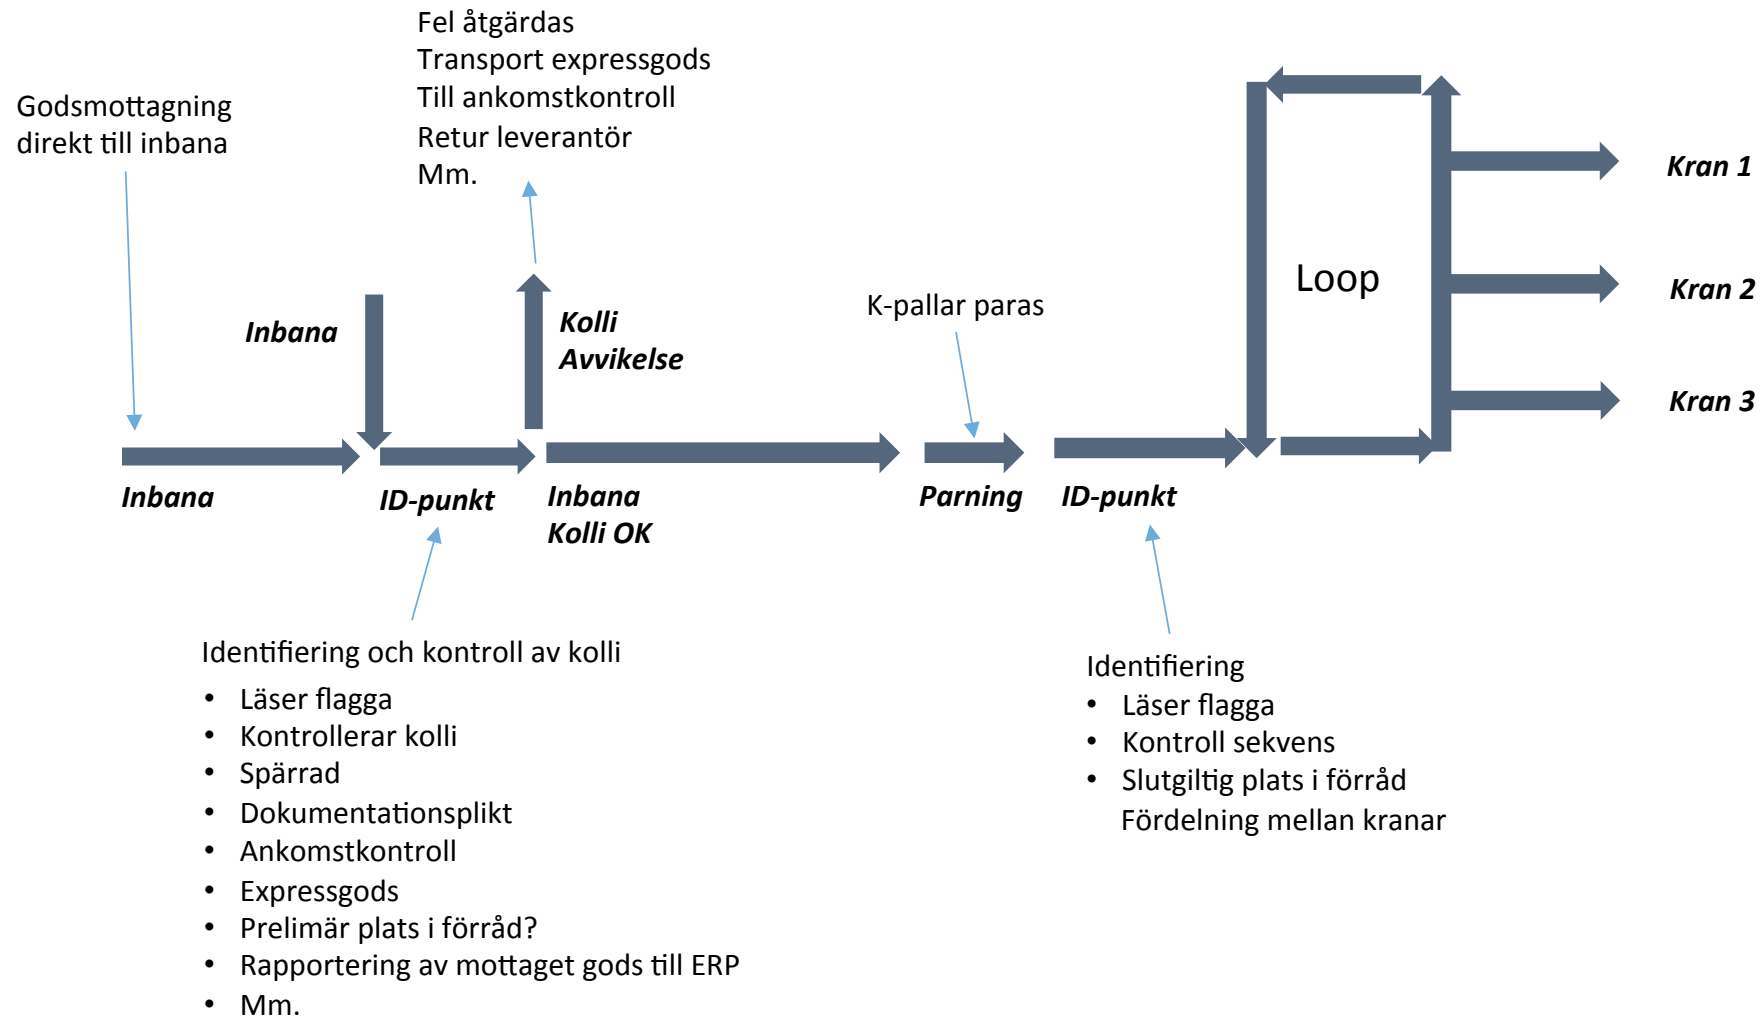 Fel åtgärdas
Transport expressgods
Till ankomstkontroll
Retur leverantör
Mm.
Godsmottagning
direkt till inbana
Kran 1
Kran 2
Kran 3
Loop
K-pallar paras
Inbana
Kolli
Avvikelse
Inbana
ID-punkt
Inbana
Kolli OK
Parning
ID-punkt
Identifiering och kontroll av kolli
• Läser flagga
• Kontrollerar kolli
• Spärrad
• Dokumentationsplikt
• Ankomstkontroll
• Expressgods
• Prelimär plats i förråd?
• Rapportering av mottaget gods till ERP
• Mm.
Identifiering
• Läser flagga
• Kontroll sekvens
• Slutgiltig plats i förråd
Fördelning mellan kranar